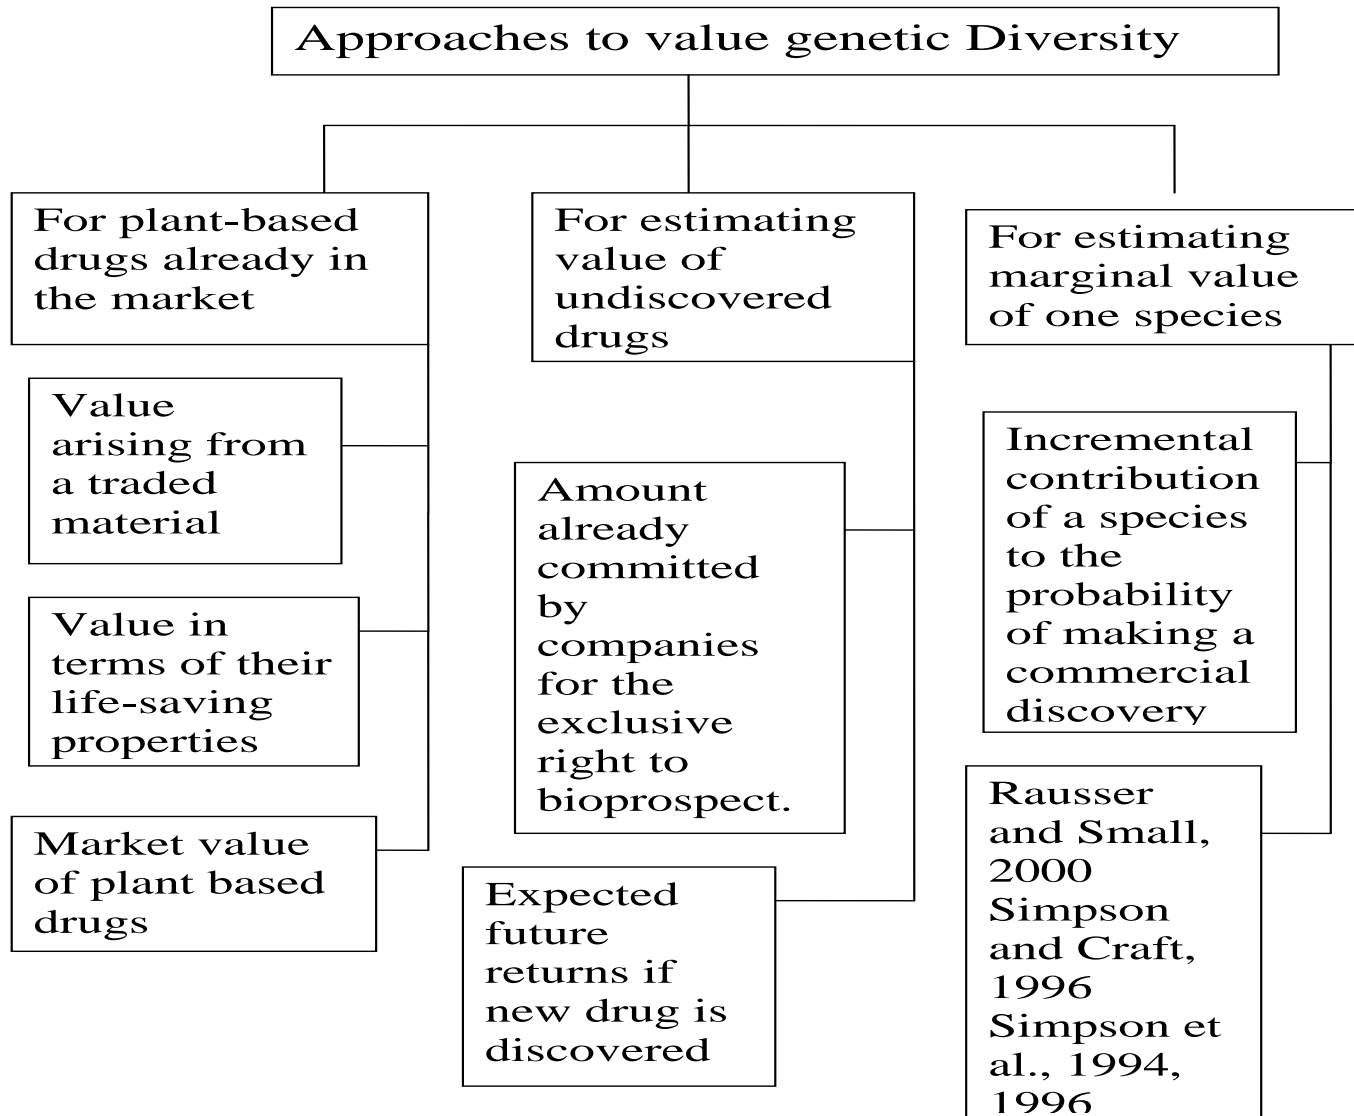 Approaches to value genetic Diversity
For plant-based
drugs already in
the market
Value
arising from
a traded
material
Value in
terms of their
life-saving
properties
Market value
of plant based
drugs
For estimating
value of
undiscovered
drugs
Amount
already
committed
by
companies
for the
exclusive
right to
bioprospect.
Expected
future
returns if
new drug is
discovered
For estimating
marginal value
of one species
Incremental
contribution
of a species
to the
probability
of making a
commercial
discovery
Rausser
and Small,
2000
Simpson
and Craft,
1996
Simpson et
al., 1994,
1996